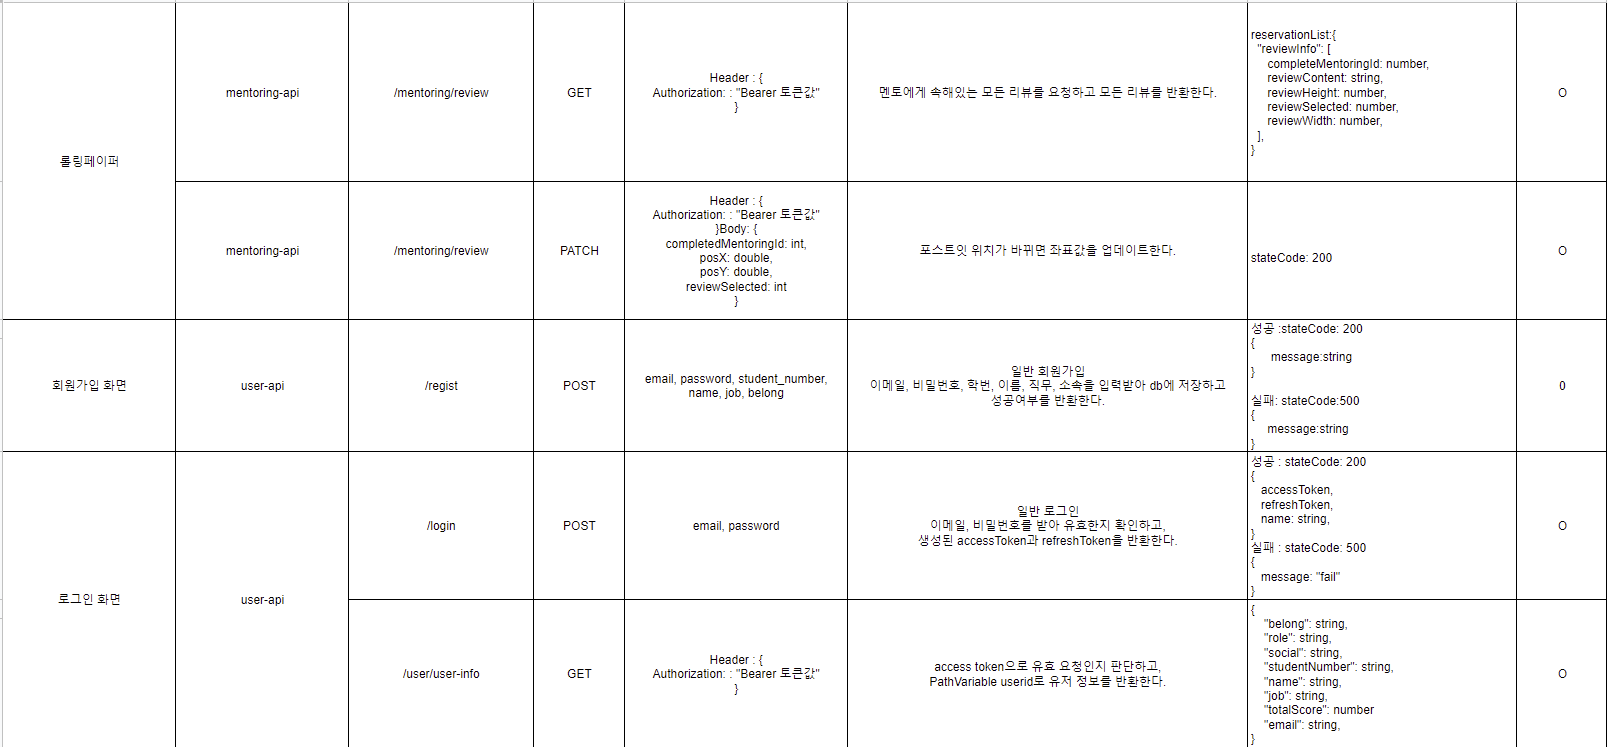 롤링페이퍼
mentoring-api
/mentoring/review
GET
Header : {
Authorization: : "Bearer 토큰값"
}
멘토에게 속해있는 모든 리뷰를 요청하고 모든 리뷰를 반환한다.
reservationList:{
"reviewInfo": [
completeMentoringId: number,
reviewContent: string,
reviewHeight: number,
reviewSelected: number,
reviewWidth: number,
],
}
O
mentoring-api
/mentoring/review
PATCH
Header : {
Authorization: : "Bearer 토큰값"
}Body: {
completedMentoringId: int,
posX: double,
posY: double,
reviewSelected: int
}
포스트잇 위치가 바뀌면 좌표값을 업데이트한다.
stateCode: 200
O
회원가입 화면
user-api
/regist
POST
email, password, student_number,
name, job, belong
일반 회원가입
이메일, 비밀번호, 학번, 이름, 직무, 소속을 입력받아 db에 저장하고
성공여부를 반환한다.
성공 :stateCode: 200
{
message:string
}
실패: stateCode:500
{
message:string
}
0
로그인 화면
user-api
/login
POST
email, password
일반 로그인
이메일, 비밀번호를 받아 유효한지 확인하고,
생성된 accessToken과 refreshToken을 반환한다.
성공 : stateCode: 200
{
accessToken,
refreshToken,
name: string,
}
실패 : stateCode: 500
{
message: "fail"
}
O
/user/user-info
GET
Header : {
Authorization: : "Bearer 토큰값"
}
access token으로 유효 요청인지 판단하고,
PathVariable userid로 유저 정보를 반환한다.
{
"belong": string,
"role": string,
"social": string,
"studentNumber": string,
"name": string,
"job": string,
"totalScore": number
"email": string,
}
O